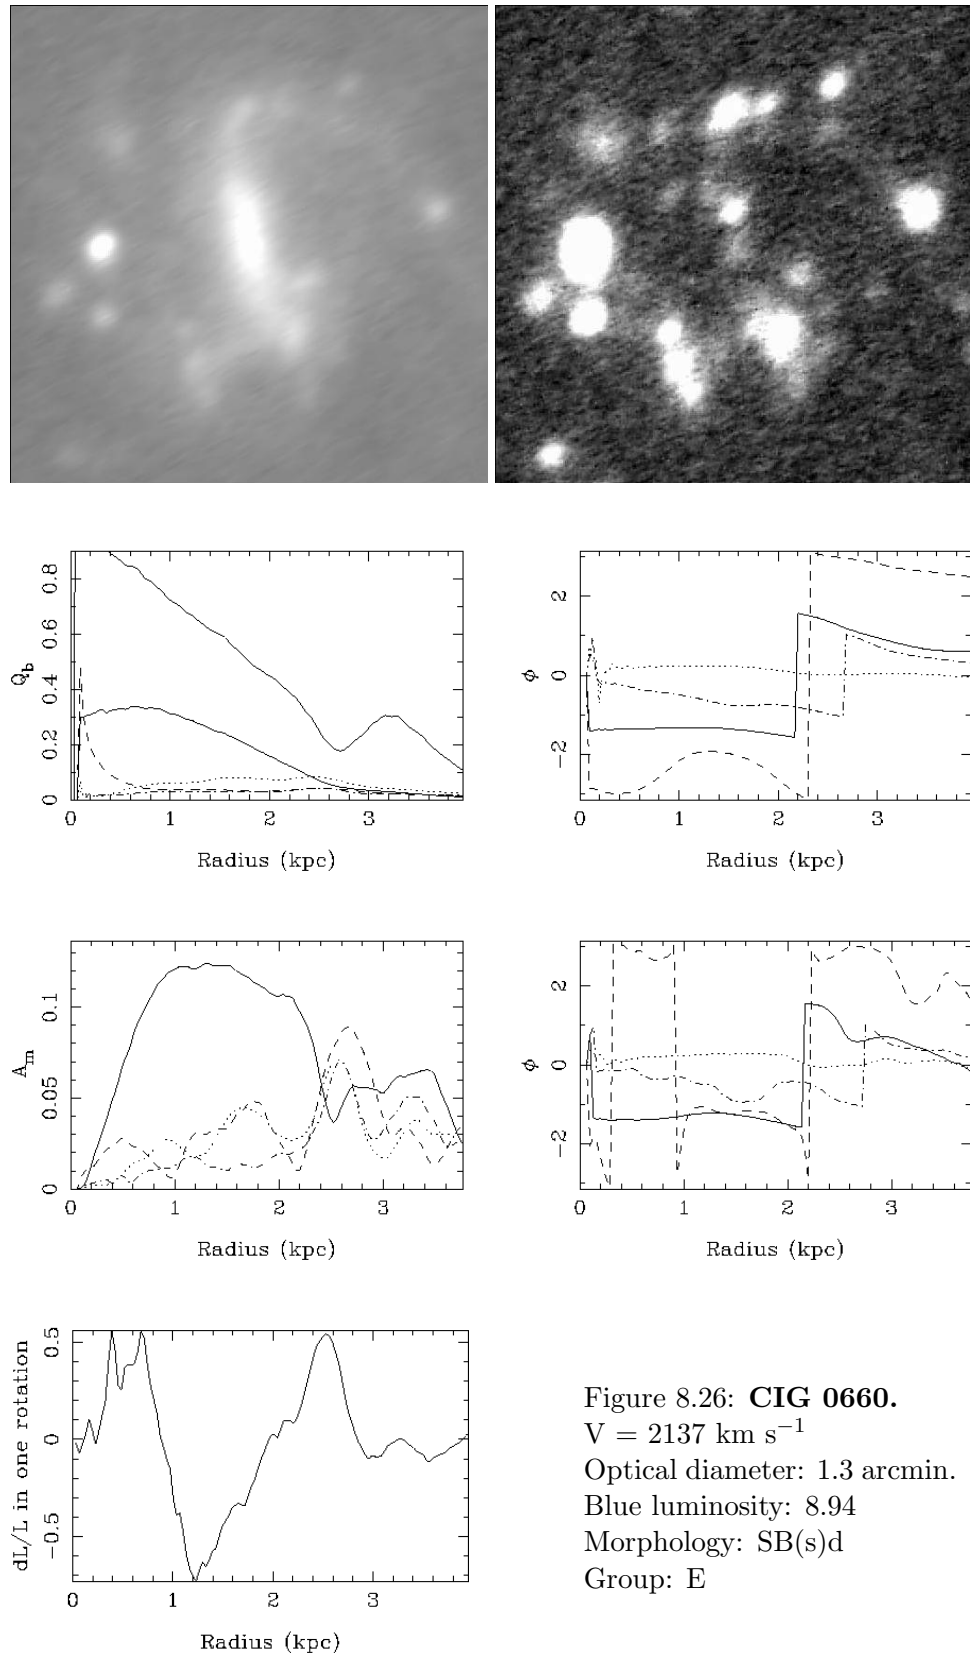 0 0.2 0.4 0.6 0.8
Q_b
0 1 2 3
Radius (kpc)
−2 0 2
ϕ
0 1 2 3
Radius (kpc)
0 0.05 0.1
A_m
0 1 2 3
Radius (kpc)
−2 0 2
ϕ
0 1 2 3
Radius (kpc)
−0.5 0 0.5
dL/L in one rotation
0 1 2 3
Radius (kpc)
Figure 8.26: CIG 0660.
V = 2137 km s⁻¹
Optical diameter: 1.3 arcmin.
Blue luminosity: 8.94
Morphology: SB(s)d
Group: E